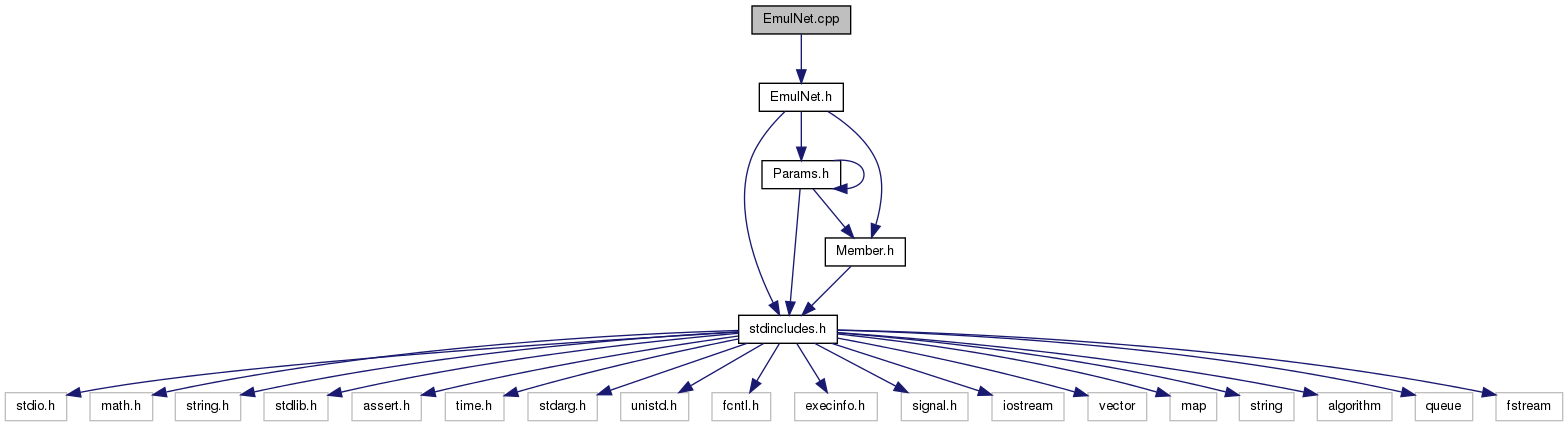 EmulNet.cpp
EmulNet.h
Params.h
Member.h
stdincludes.h
stdio.h
math.h
string.h
stdlib.h
assert.h
time.h
stdarg.h
unistd.h
fcntl.h
execinfo.h
signal.h
iostream
vector
map
string
algorithm
queue
fstream